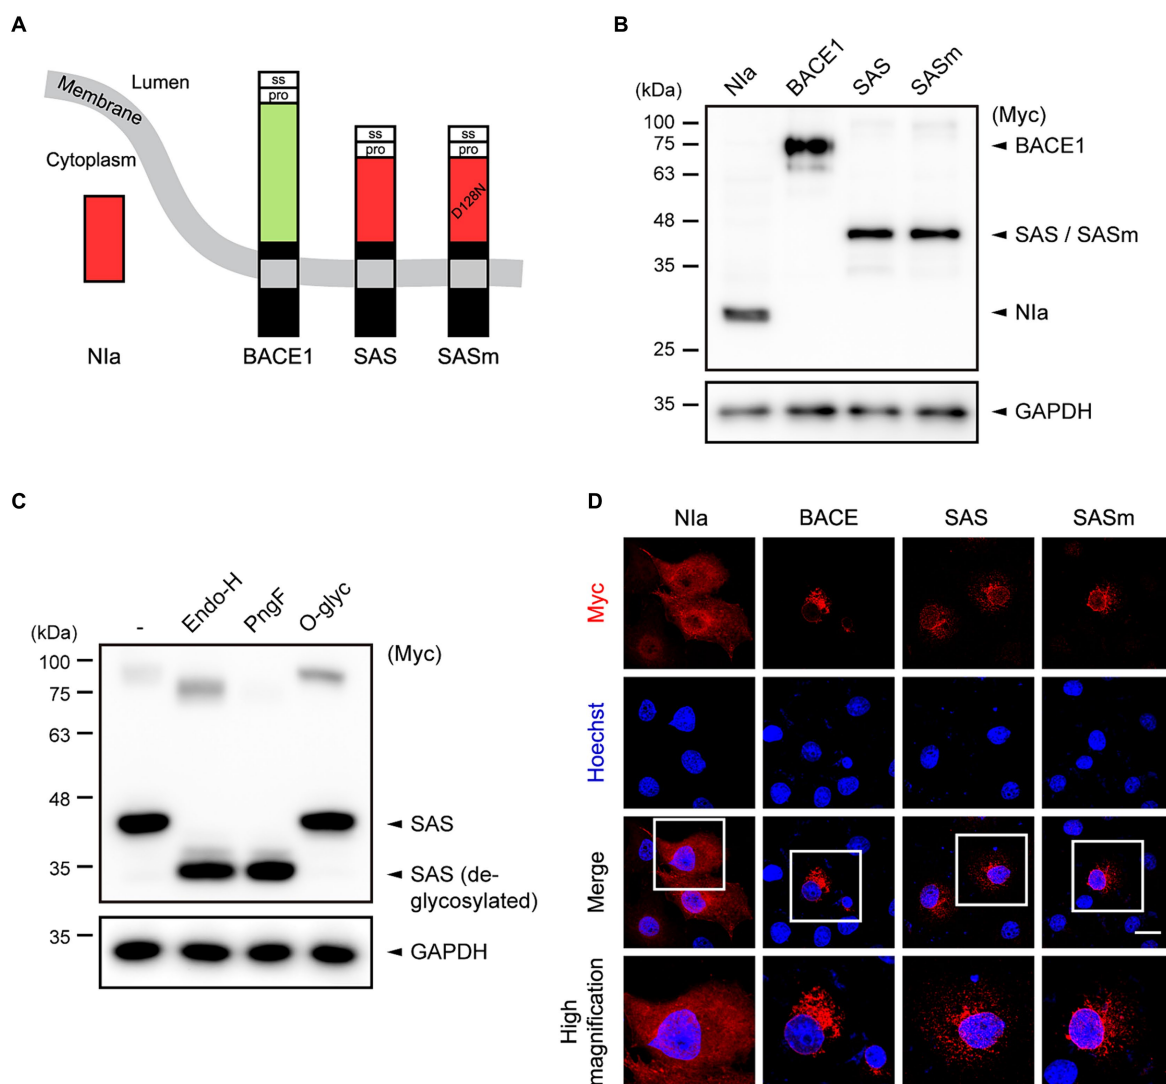 A
Lumen
Membrane
Cytoplasm
ss
pro
ss
pro
ss
pro
D128N
NIa
BACE1
SAS
SASm
B
(kDa)
NIa
BACE1
SAS
SASm
(Myc)
100
75
63
48
35
25
BACE1
SAS / SASm
NIa
35
GAPDH
C
(kDa)
-
Endo-H
PngF
O-glyc
(Myc)
100
75
63
48
35
SAS
SAS (de-
glycosylated)
35
GAPDH
D
NIa
BACE
SAS
SASm
Myc
Hoechst
Merge
High
magnification